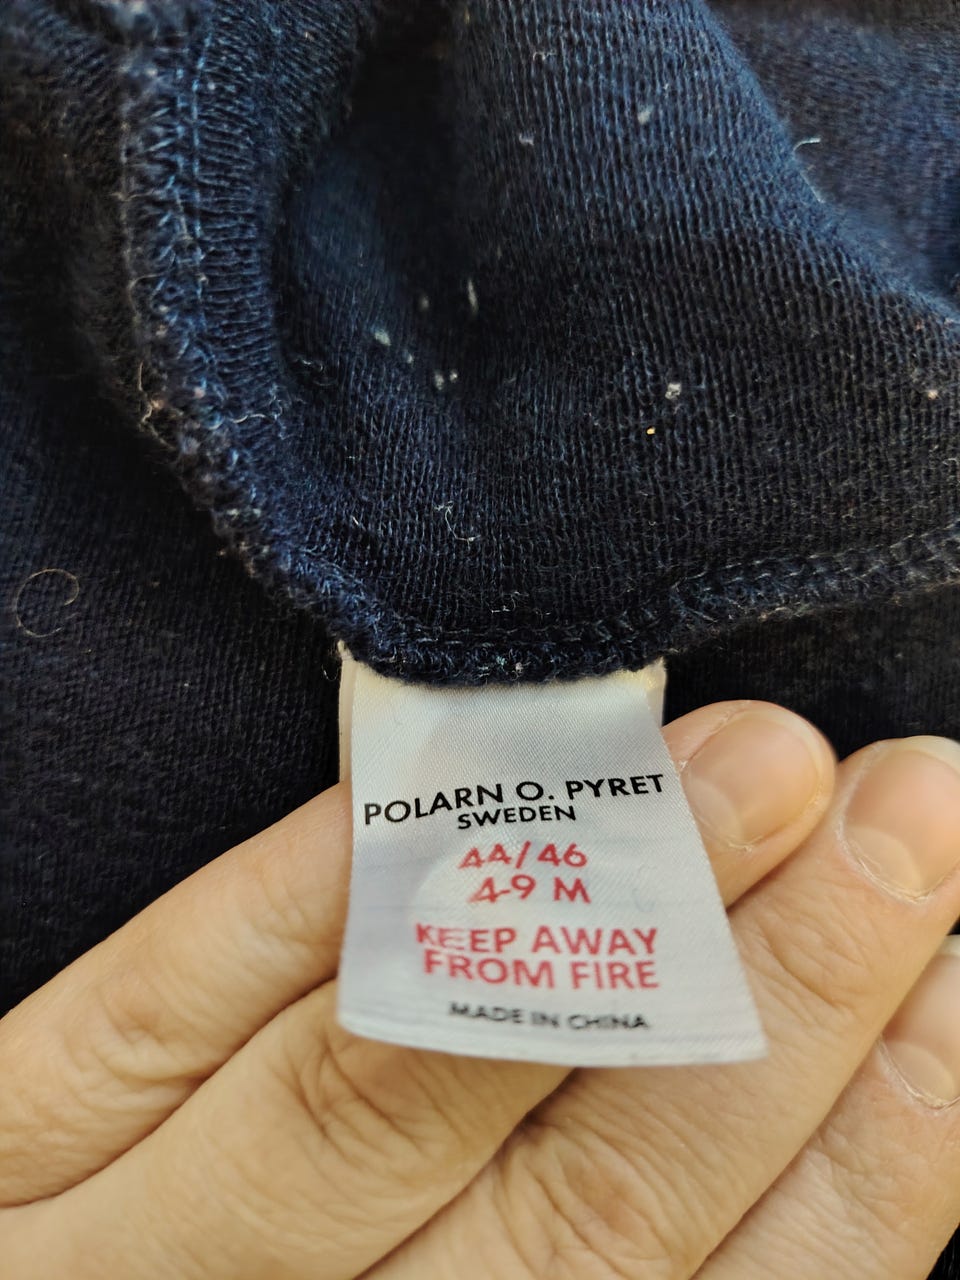 POLARN O. PYRET
SWEDEN
44/46
4-9 M
KEEP AWAY
FROM FIRE
MADE IN CHINA